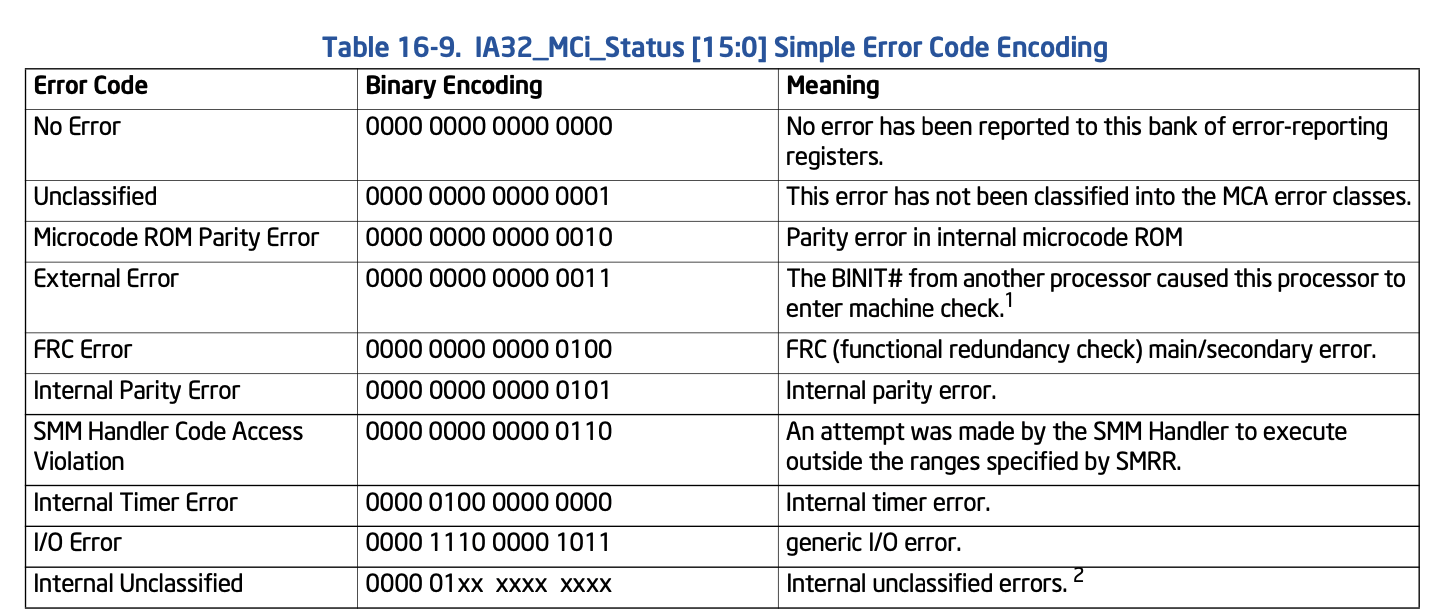 Table 16-9. IA32_MCi_Status [15:0] Simple Error Code Encoding
Error Code Binary Encoding Meaning
No Error 0000 0000 0000 0000 No error has been reported to this bank of error-reporting
registers.
Unclassified 0000 0000 0000 0001 This error has not been classified into the MCA error classes.
Microcode ROM Parity Error 0000 0000 0000 0010 Parity error in internal microcode ROM
External Error 0000 0000 0000 0011 The BINIT# from another processor caused this processor to
enter machine check.1
FRC Error 0000 0000 0000 0100 FRC (functional redundancy check) main/secondary error.
Internal Parity Error 0000 0000 0000 0101 Internal parity error.
SMM Handler Code Access 0000 0000 0000 0110 An attempt was made by the SMM Handler to execute
Violation outside the ranges specified by SMRR.
Internal Timer Error 0000 0100 0000 0000 Internal timer error.
I/O Error 0000 1110 0000 1011 generic I/O error.
Internal Unclassified 0000 01xx xxxx xxxx Internal unclassified errors. 2